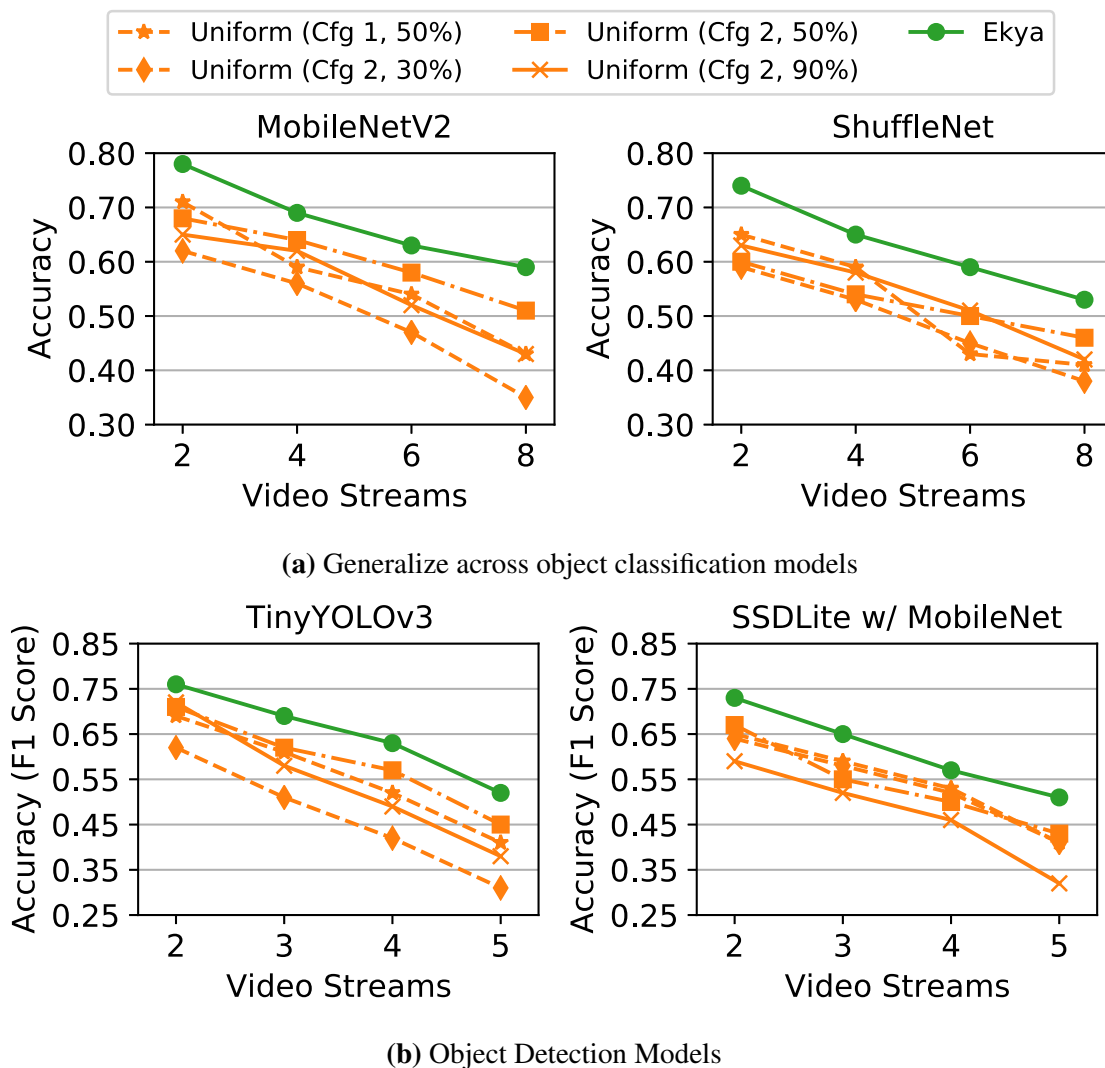 Uniform (Cfg 1, 50%) Uniform (Cfg 2, 50%) Ekya
Uniform (Cfg 2, 30%) Uniform (Cfg 2, 90%)
MobileNetV2 ShuffleNet
0.80 0.80
0.70 0.70
0.60 0.60
0.50 0.50
0.40 0.40
0.30 0.30
Accuracy Accuracy
2 4 6 8 2 4 6 8
Video Streams Video Streams
(a) Generalize across object classification models
TinyYOLOv3 SSDLite w/ MobileNet
0.85 0.85
0.75 0.75
0.65 0.65
0.55 0.55
0.45 0.45
0.35 0.35
0.25 0.25
Accuracy (F1 Score) Accuracy (F1 Score)
2 3 4 5 2 3 4 5
Video Streams Video Streams
(b) Object Detection Models